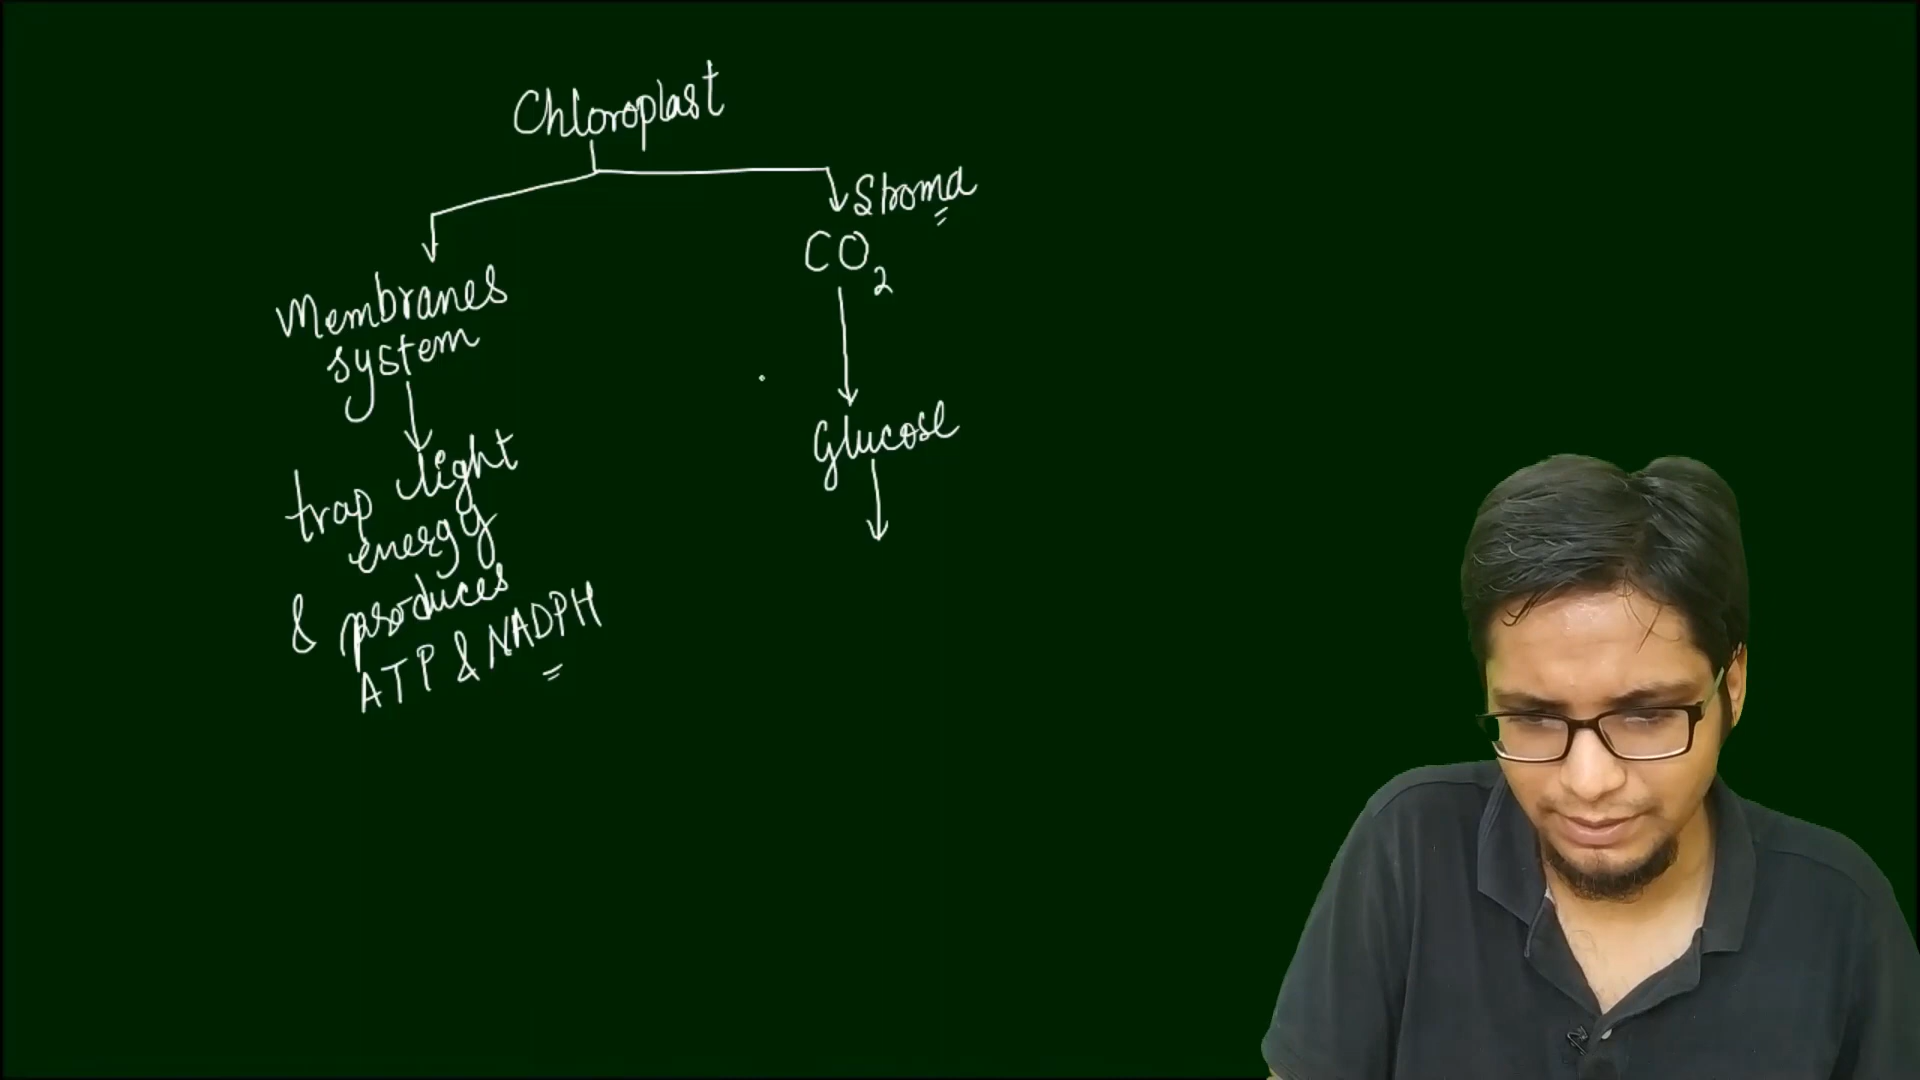 Chloroplast
Stroma
CO2
Membranes
system
Glucose
trap light
energy
& produces
ATP & NADPH